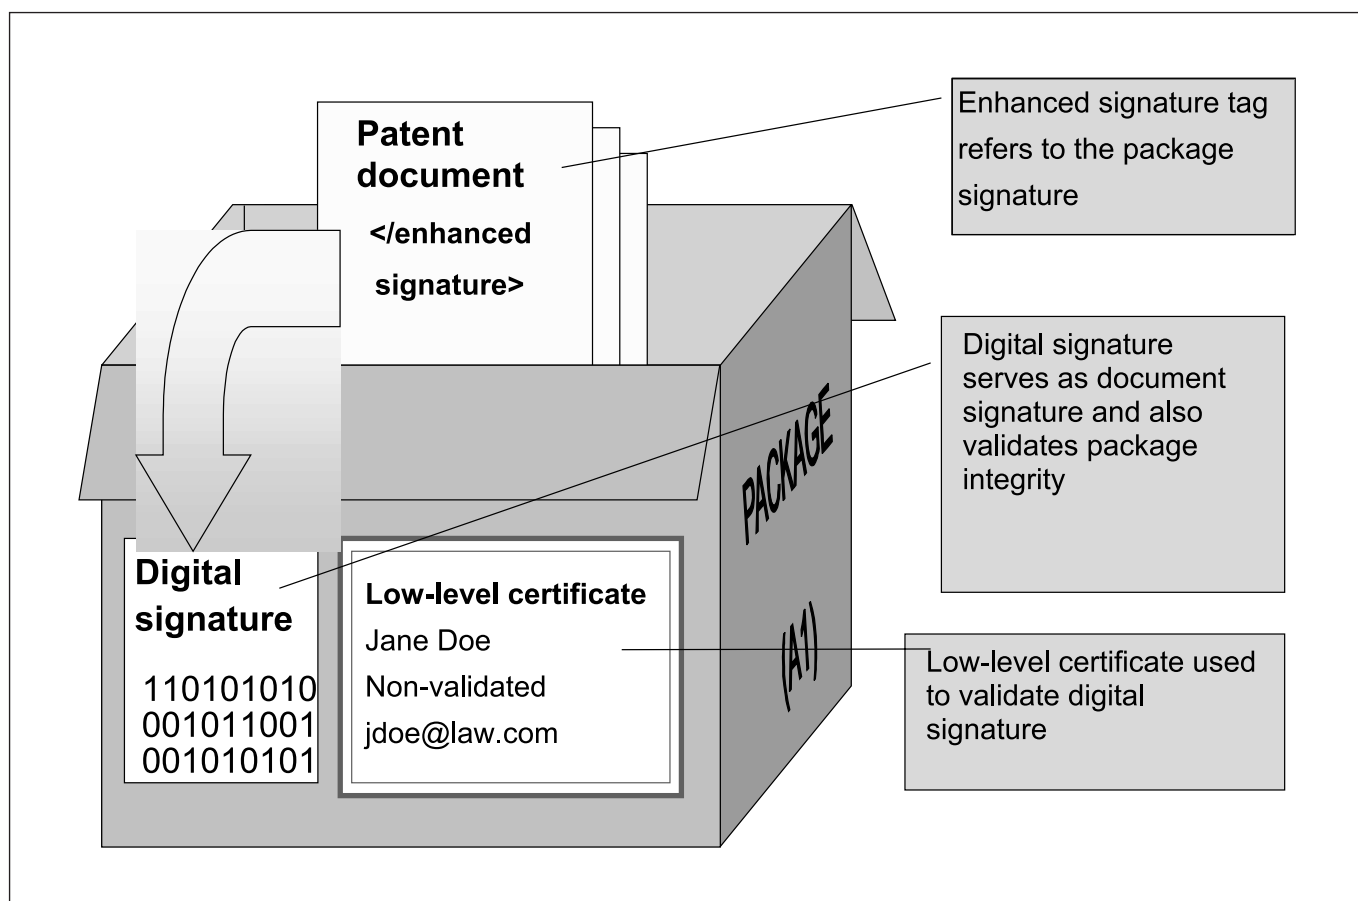 Patent
document
</enhanced
signature>
Enhanced signature tag
refers to the package
signature
Digital signature
serves as document
signature and also
validates package
integrity
PACKAGE
(A1)
Digital
signature
110101010
001011001
001010101
Low-level certificate
Jane Doe
Non-validated
jdoe@law.com
Low-level certificate used
to validate digital
signature